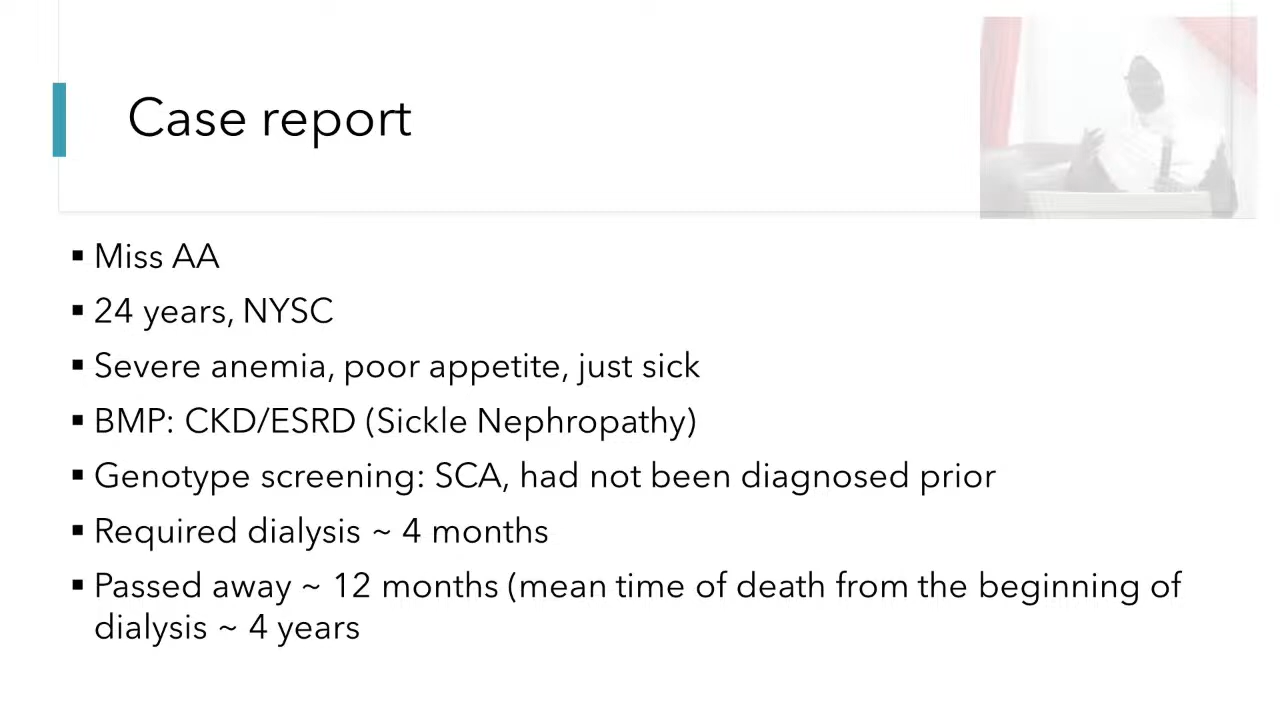 Case report
▪ Miss AA
▪ 24 years, NYSC
▪ Severe anemia, poor appetite, just sick
▪ BMP: CKD/ESRD (Sickle Nephropathy)
▪ Genotype screening: SCA, had not been diagnosed prior
▪ Required dialysis ~ 4 months
▪ Passed away ~ 12 months (mean time of death from the beginning of
dialysis ~ 4 years